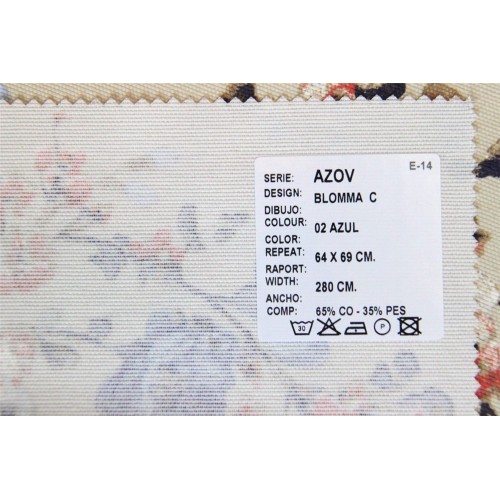 E-14
SERIE: AZOV
DESIGN: BLOMMA C
DIBUJO:
COLOUR: 02 AZUL
COLOR:
REPEAT: 64 X 69 CM.
RAPORT:
WIDTH: 280 CM.
ANCHO:
COMP: 65% CO - 35% PES
30 P